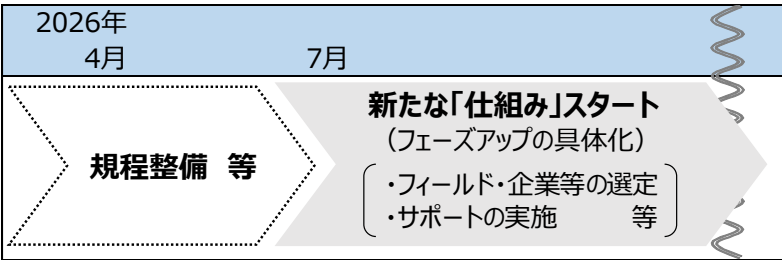 2026年
4月 7月
規程整備 等
新たな「仕組み」スタート
（フェーズアップの具体化）
・フィールド・企業等の選定
・サポートの実施 等